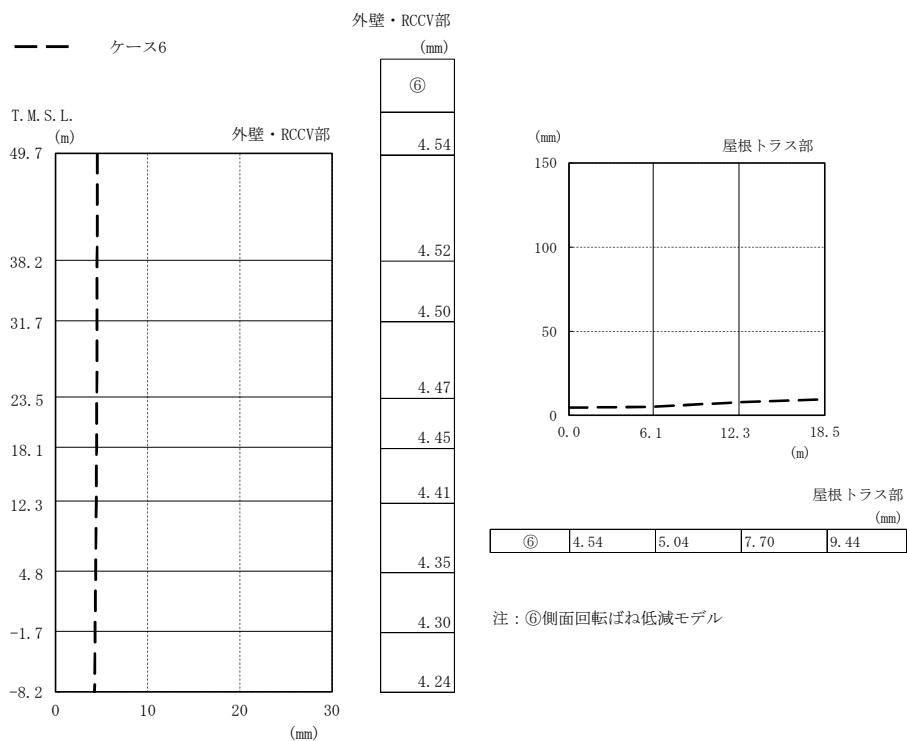 ケース6
T.M.S.L.
(m)
外壁・RCCV部
49.7
38.2
31.7
23.5
18.1
12.3
4.8
-1.7
-8.2
0 10 20 30
(mm)
外壁・RCCV部
(mm)
⑥
4.54
4.52
4.50
4.47
4.45
4.41
4.35
4.30
4.24
(mm)
屋根トラス部
150
100
50
0
0.0 6.1 12.3 18.5
(m)
屋根トラス部
(mm)
⑥ 4.54 5.04 7.70 9.44
注：⑥側面回転ばね低減モデル